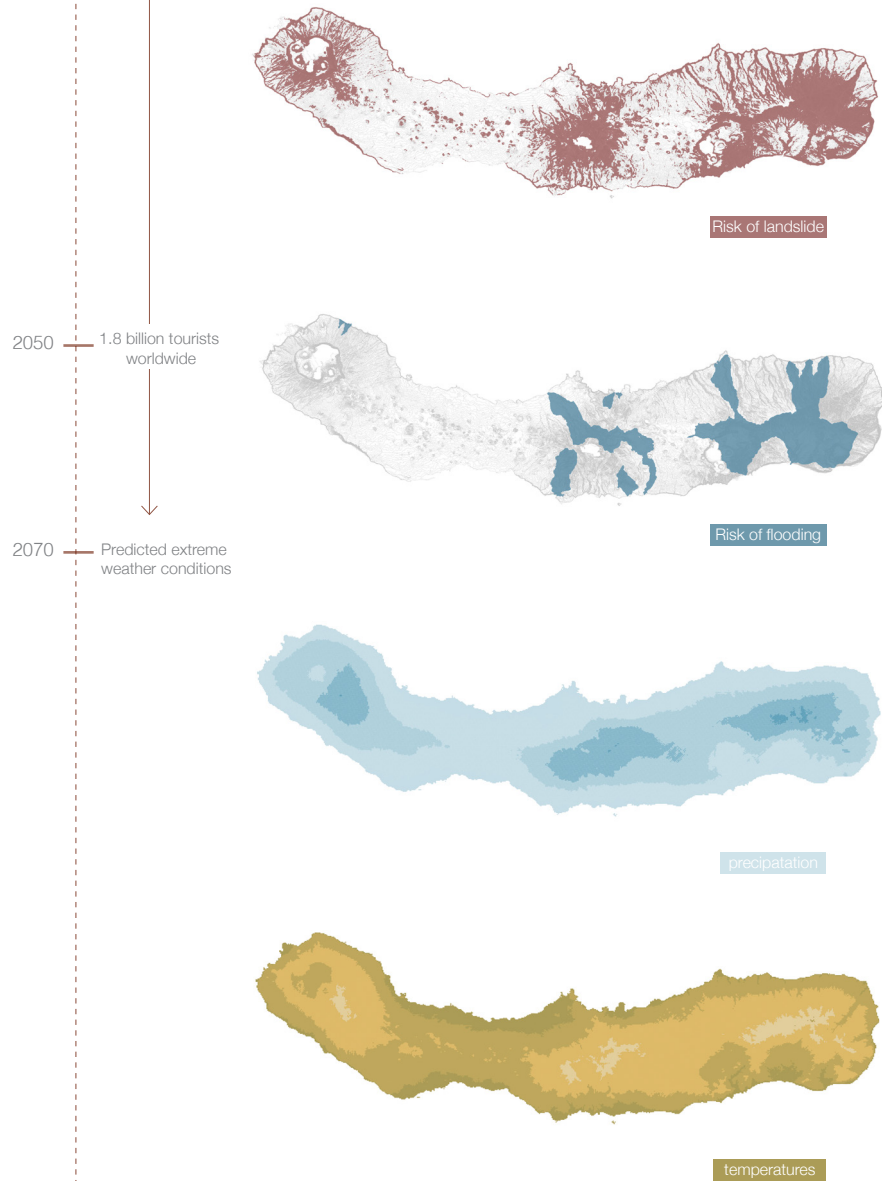 Risk of landslide
2050
1.8 billion tourists
worldwide
Risk of flooding
2070
Predicted extreme
weather conditions
precipatation
temperatures